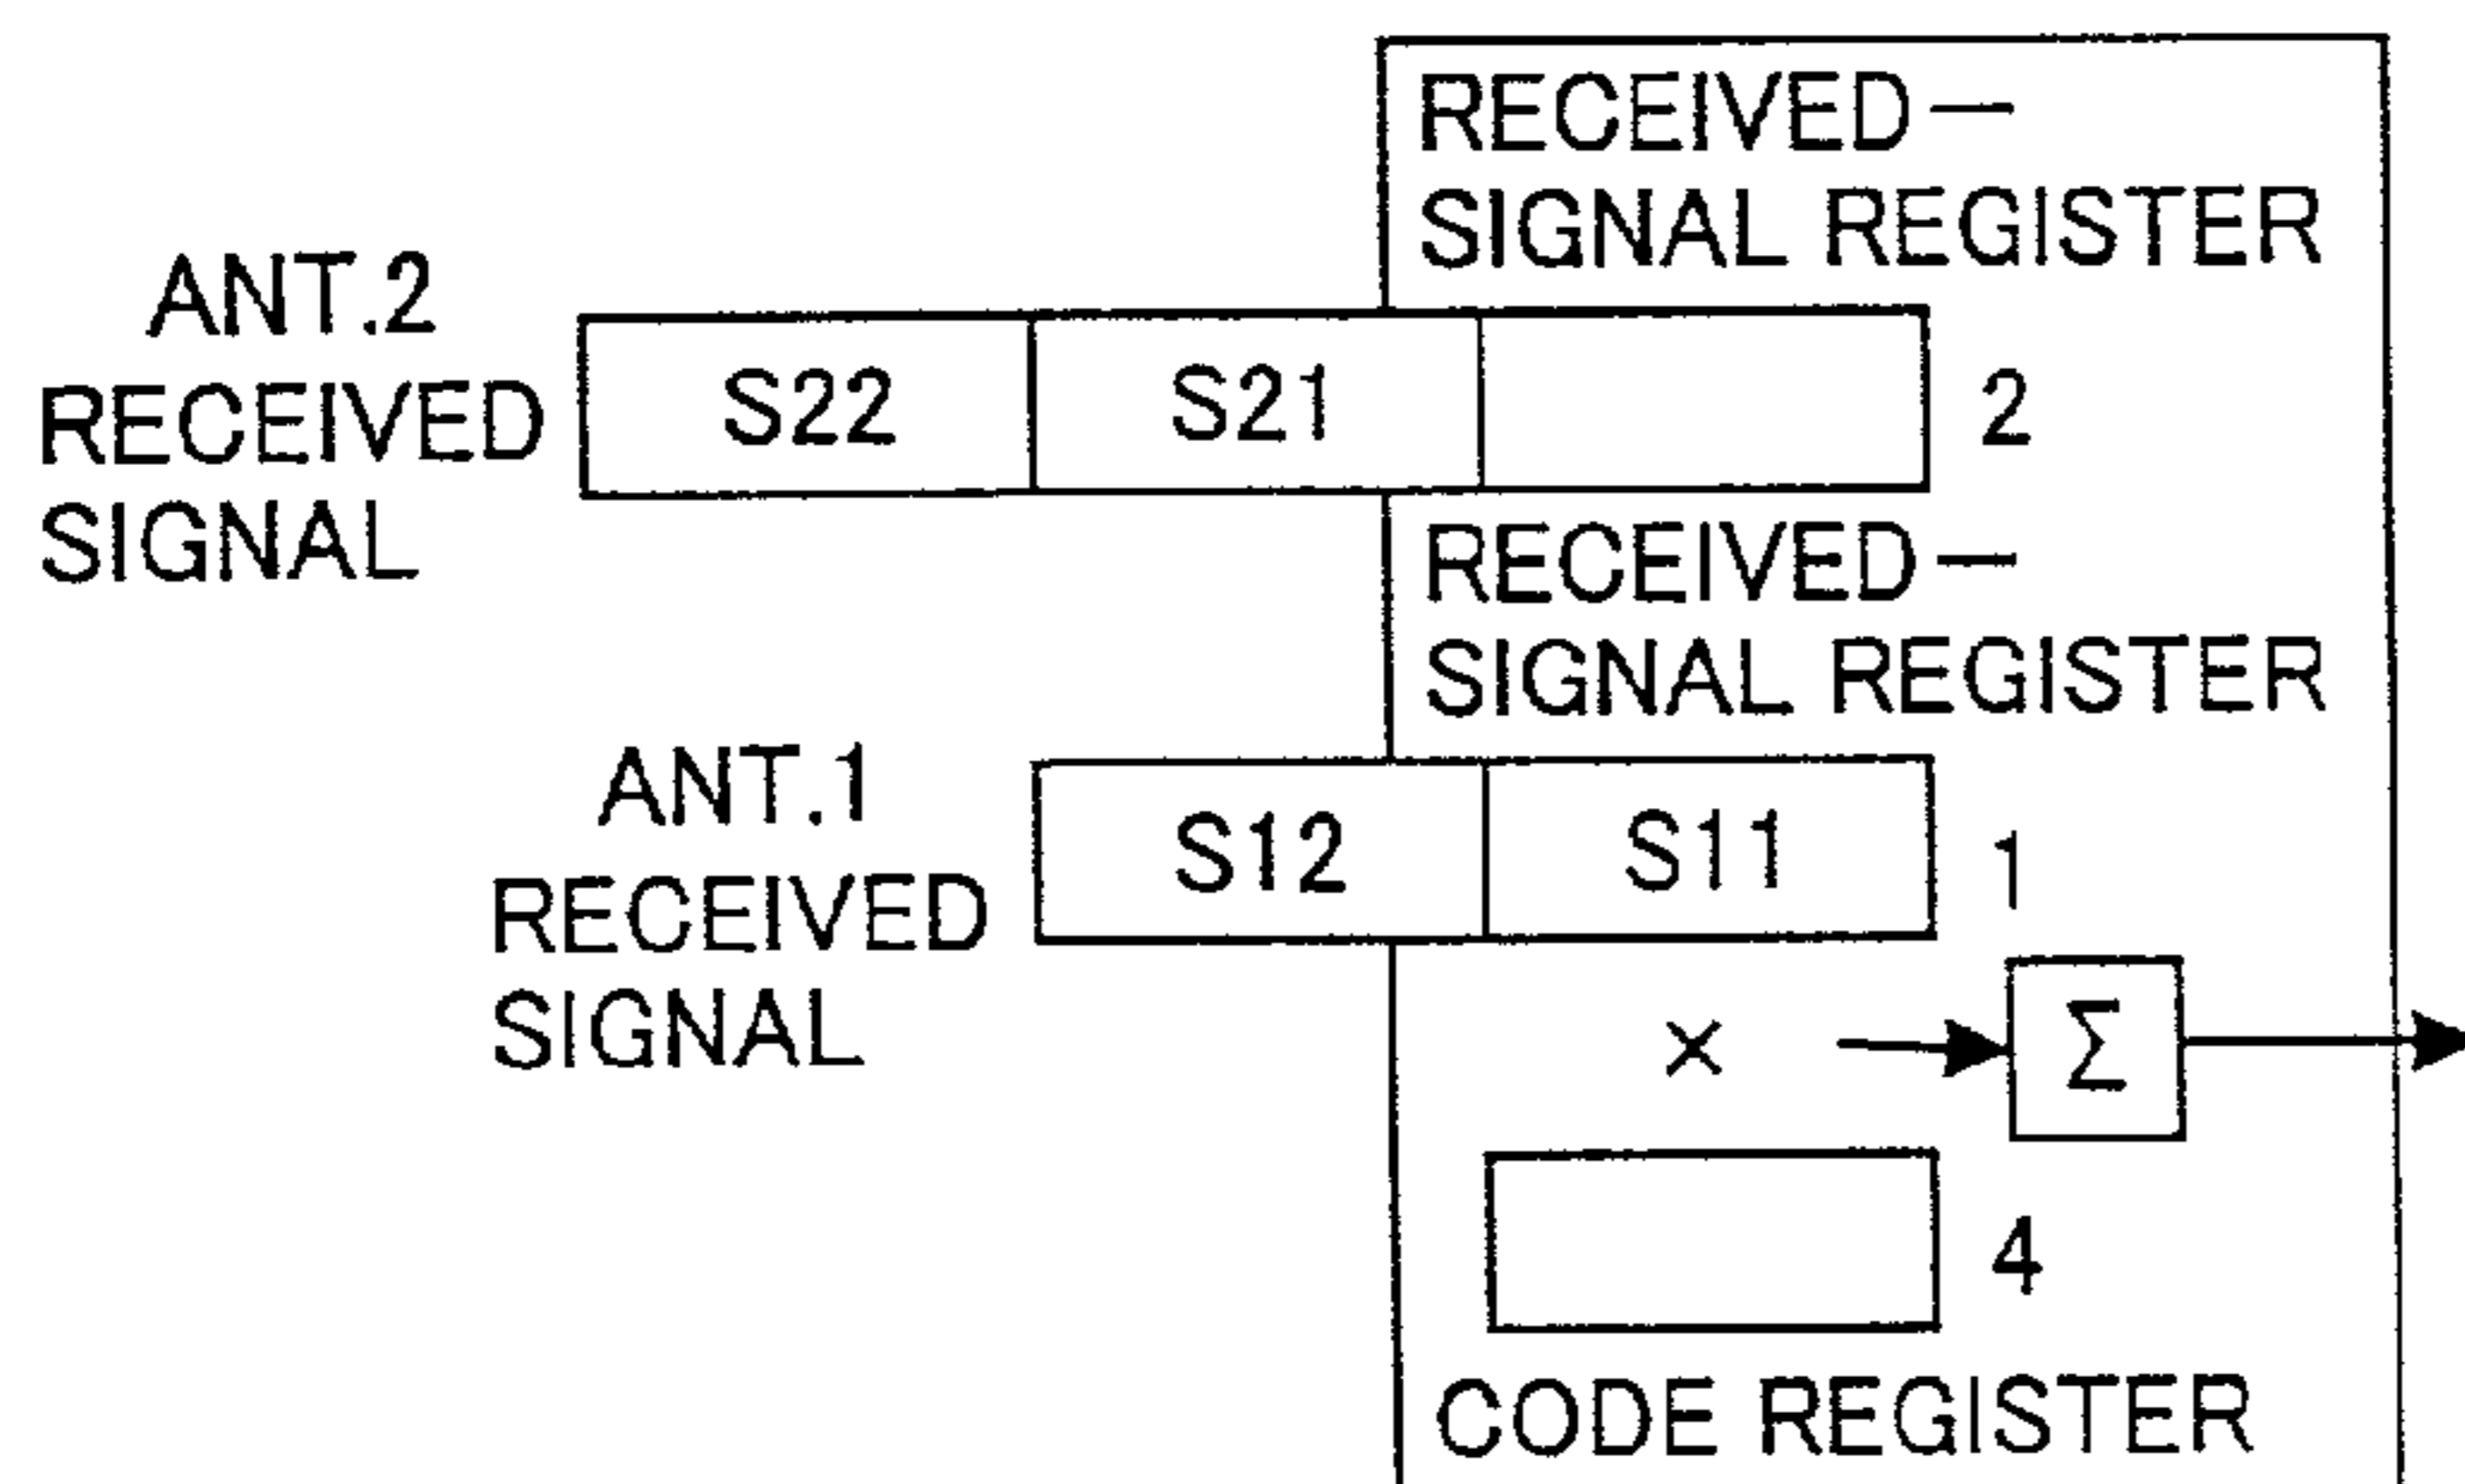 RECEIVED—
SIGNAL REGISTER
ANT.2
RECEIVED
SIGNAL
S22 S21 2
RECEIVED—
SIGNAL REGISTER
ANT.1
RECEIVED
SIGNAL
S12 S11 1
× Σ
4
CODE REGISTER